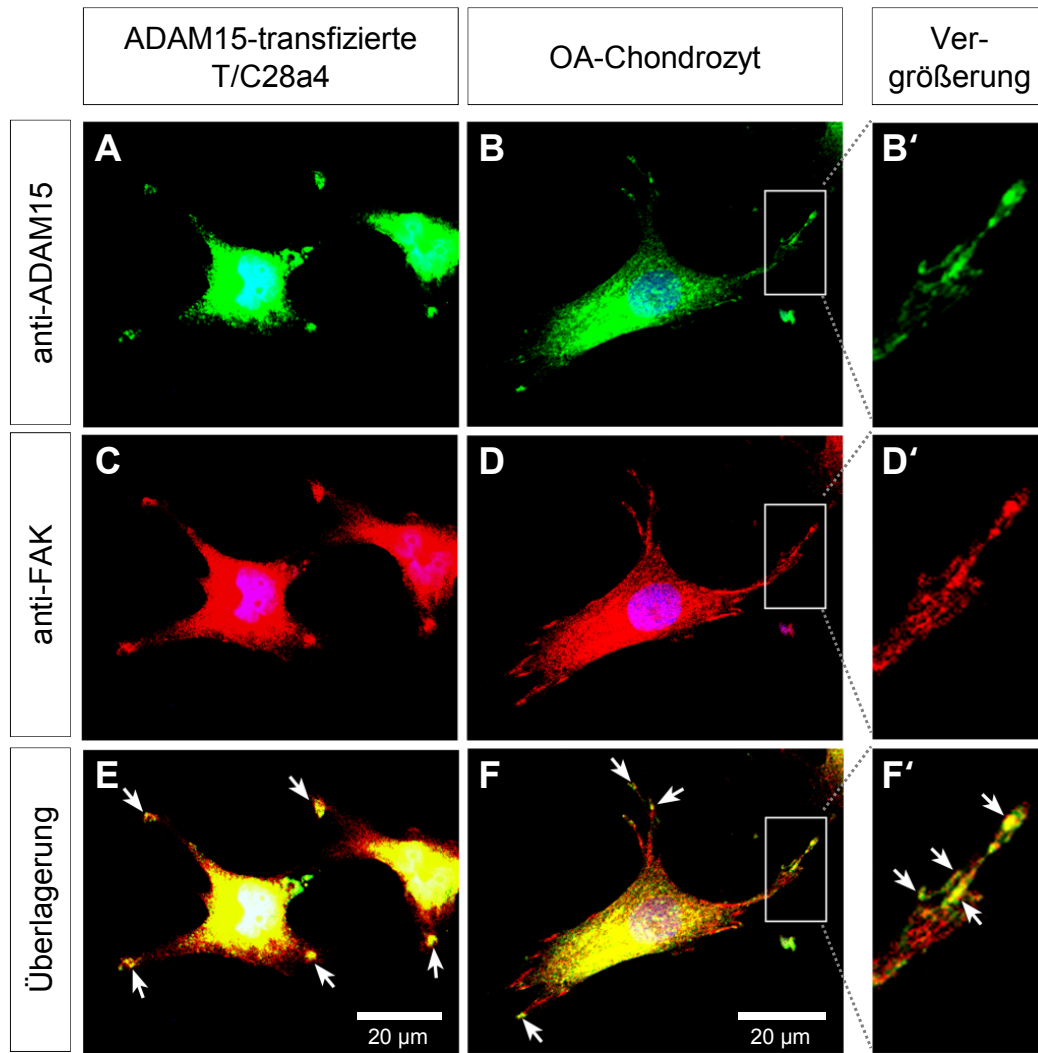 ADAM15-transfizierte
T/C28a4
OA-Chondrozyt
Ver-
größerung
anti-ADAM15
A
B
B‘
anti-FAK
C
D
D‘
Überlagerung
E
F
F‘
20 µm
20 µm